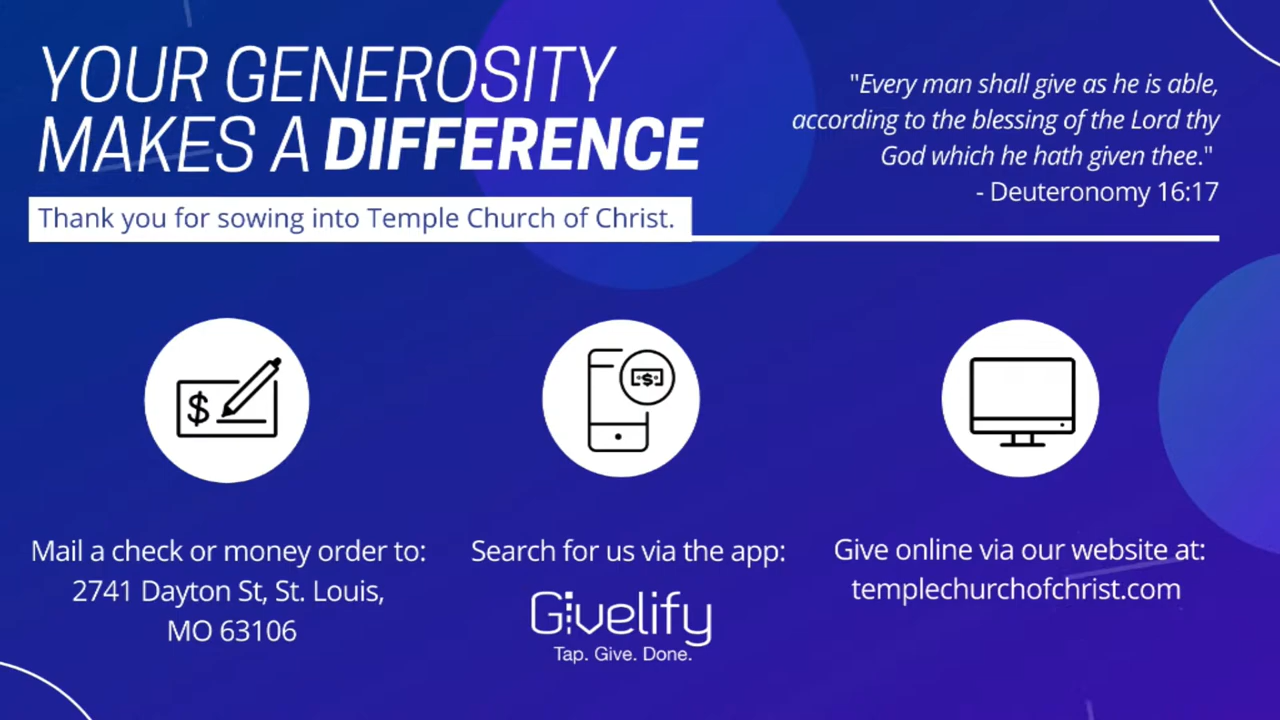 YOUR GENEROSITY
MAKES A DIFFERENCE
Thank you for sowing into Temple Church of Christ.
"Every man shall give as he is able,
according to the blessing of the Lord thy
God which he hath given thee."
- Deuteronomy 16:17
$
Mail a check or money order to:
2741 Dayton St, St. Louis,
MO 63106
$
Search for us via the app:
Givelify
Tap. Give. Done.
Give online via our website at:
templechurchofchrist.com